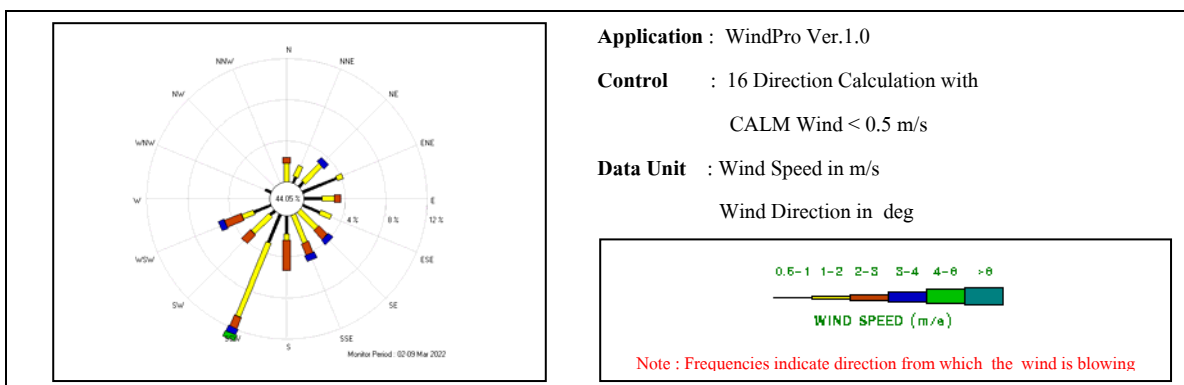 N
NNW
NNE
NW
NE
WNW
ENE
44.05 %
W
E
4 %
8 %
12 %
WSW
ESE
SW
SE
SSE
S
Monitor Period : 02-09 Mar 2022
Application : WindPro Ver.1.0
Control : 16 Direction Calculation with
CALM Wind < 0.5 m/s
Data Unit : Wind Speed in m/s
Wind Direction in deg
0.5-1 1-2 2-3 3-4 4-6 >6
WIND SPEED (m/s)
Note : Frequencies indicate direction from which the wind is blowing